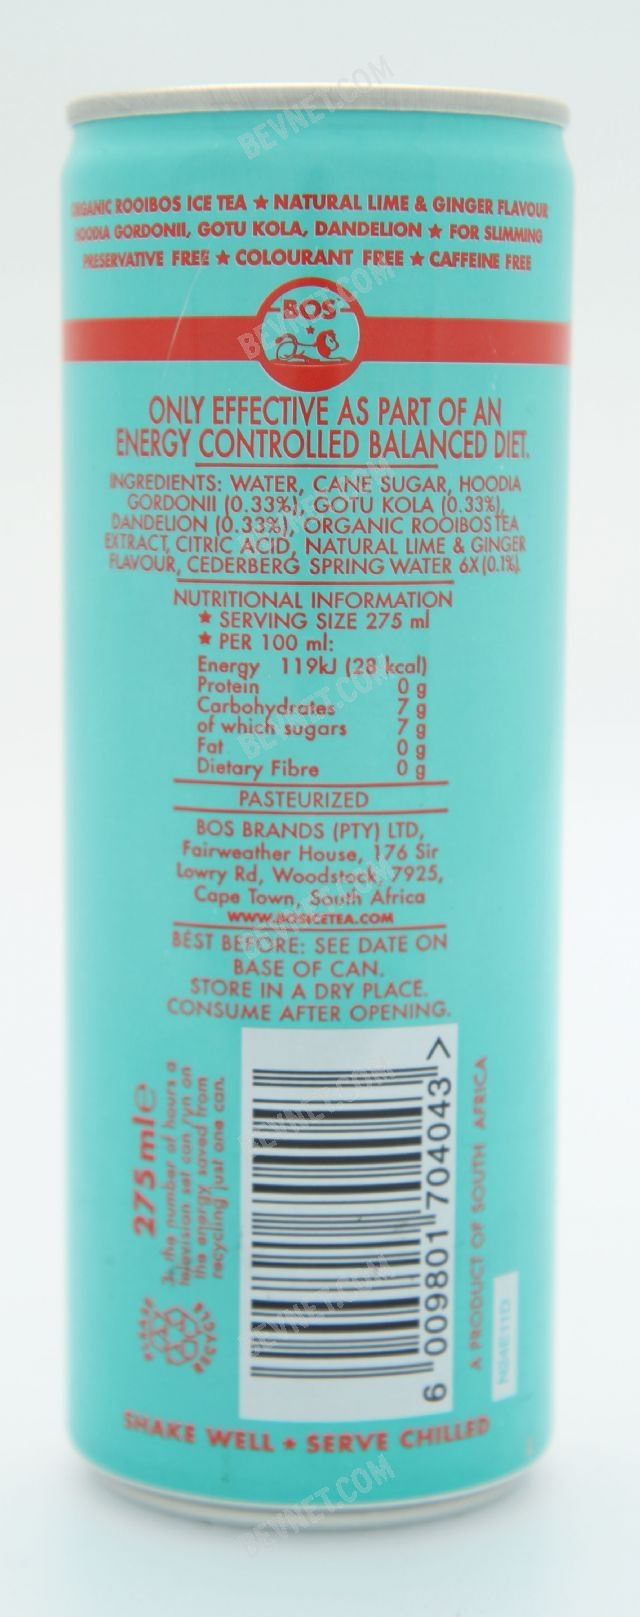 ORGANIC ROOIBOS ICE TEA ★ NATURAL LIME & GINGER FLAVOUR
HOODIA GORDONII, GOTU KOLA, DANDELION ★ FOR SLIMMING
PRESERVATIVE FREE ★ COLOURANT FREE ★ CAFFEINE FREE
BOS
ONLY EFFECTIVE AS PART OF AN
ENERGY CONTROLLED BALANCED DIET.
INGREDIENTS: WATER, CANE SUGAR, HOODIA
GORDONII (0.33%), GOTU KOLA (0.33%),
DANDELION (0.33%), ORGANIC ROOIBOS TEA
EXTRACT, CITRIC ACID, NATURAL LIME & GINGER
FLAVOUR, CEDERBERG SPRING WATER 6X (0.1%).
NUTRITIONAL INFORMATION
★ SERVING SIZE 275 ml
★ PER 100 ml:
Energy 119kJ (28 kcal)
Protein 0 g
Carbohydrates 7 g
of which sugars 7 g
Fat 0 g
Dietary Fibre 0 g
PASTEURIZED
BOS BRANDS (PTY) LTD,
Fairweather House, 176 Sir
Lowry Rd, Woodstock, 7925,
Cape Town, South Africa
WWW.BOSICETEA.COM
BEST BEFORE: SEE DATE ON
BASE OF CAN.
STORE IN A DRY PLACE.
CONSUME AFTER OPENING.
275 ml e
3, the number of hours a
television set can run on
the energy saved from
recycling just one can.
PLEASE RECYCLE
6 009801 704043 >
A PRODUCT OF SOUTH AFRICA
SHAKE WELL ★ SERVE CHILLED
BEVNET.COM